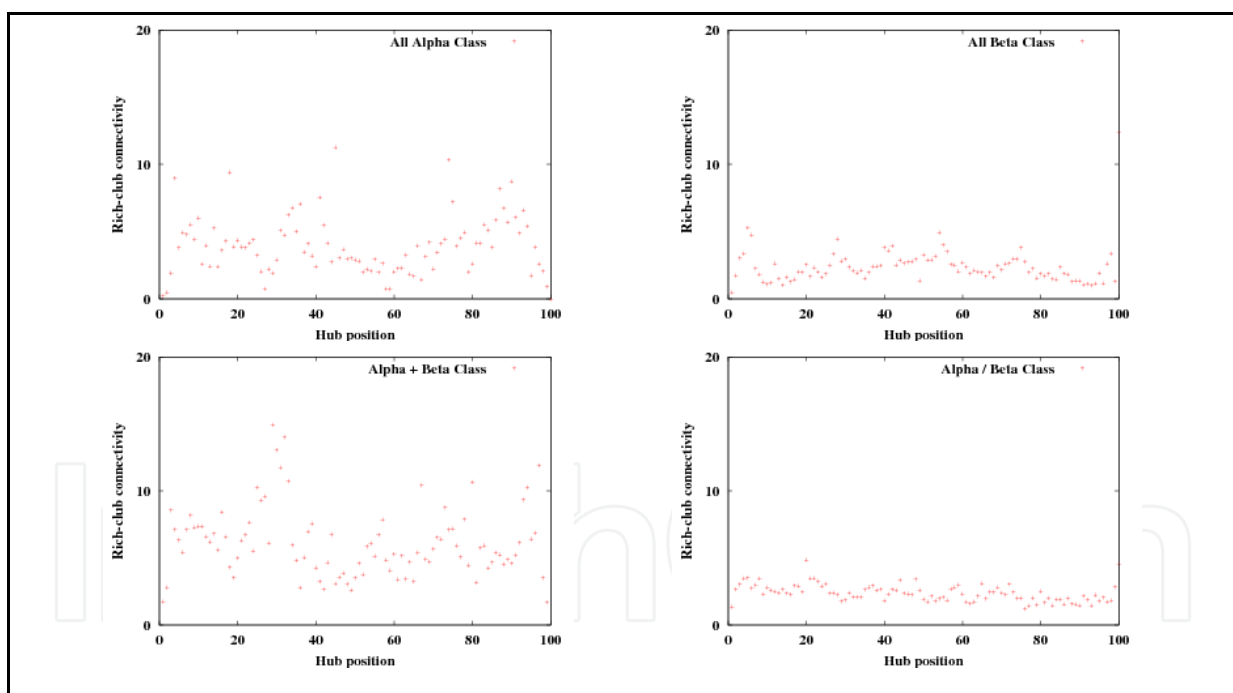 20
10
0
Rich-club connectivity
All Alpha Class
0 20 40 60 80 100
Hub position
20
10
0
Rich-club connectivity
All Beta Class
0 20 40 60 80 100
Hub position
20
10
0
Rich-club connectivity
Alpha + Beta Class
0 20 40 60 80 100
Hub position
20
10
0
Rich-club connectivity
Alpha / Beta Class
0 20 40 60 80 100
Hub position